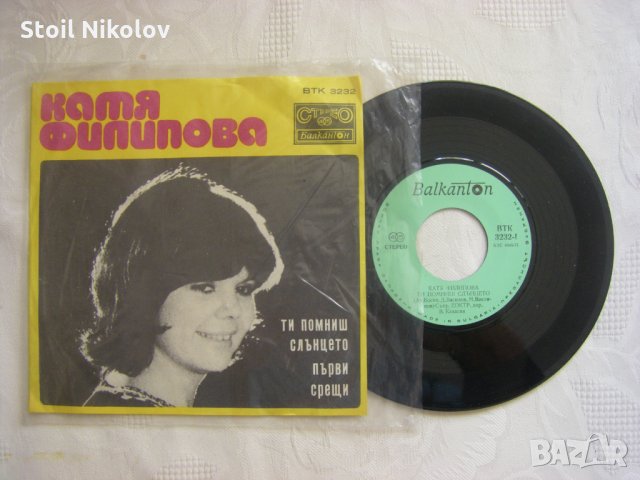 Stoil Nikolov
ВТК 3232
КАТЯ
ФИЛИПОВА
СТЕРЕО
Балкантон
ТИ ПОМНИШ
СЛЪНЦЕТО
ПЪРВИ
СРЕЩИ
Balkanton
СТЕРЕО
ВТК
3232-I
КАТЯ ФИЛИПОВА
ТИ ПОМНИШ СЛЪНЦЕТО
BAZAR